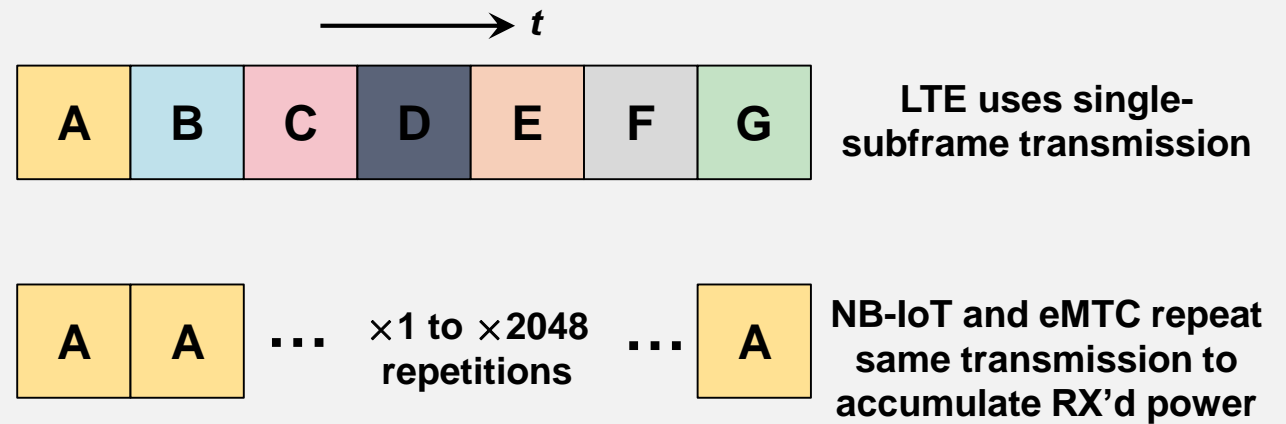 t
A B C D E F G
LTE uses single-
subframe transmission
A A ... ×1 to ×2048 ... A
repetitions
NB-IoT and eMTC repeat
same transmission to
accumulate RX'd power